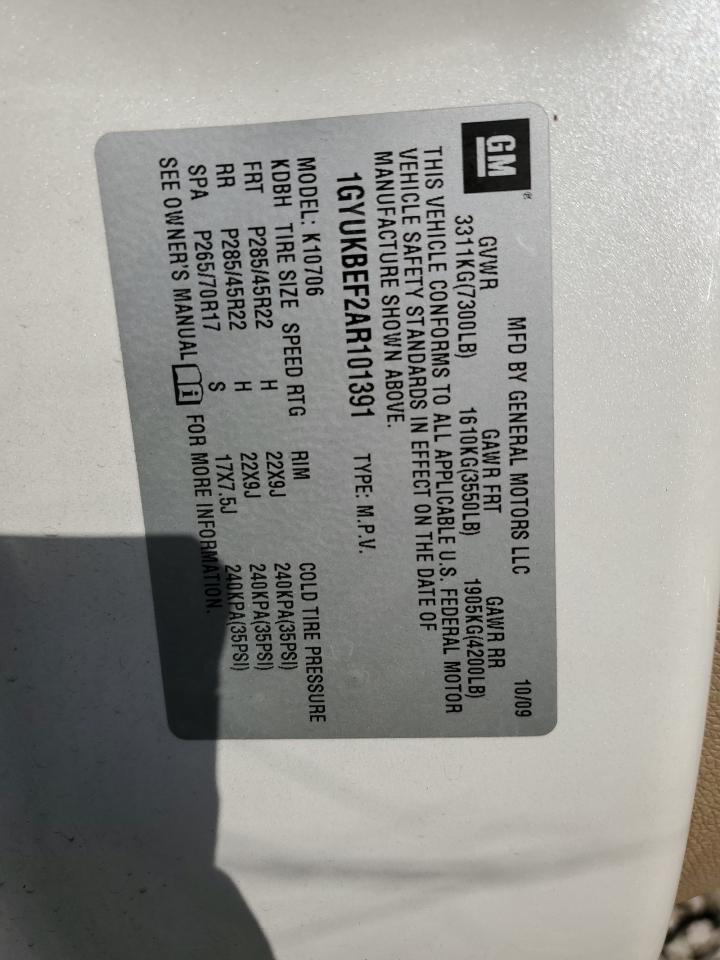 GM®
MFD BY GENERAL MOTORS LLC 10/09
GVWR GAWR FRT GAWR RR
3311KG(7300LB) 1610KG(3550LB) 1905KG(4200LB)
THIS VEHICLE CONFORMS TO ALL APPLICABLE U.S. FEDERAL MOTOR
VEHICLE SAFETY STANDARDS IN EFFECT ON THE DATE OF
MANUFACTURE SHOWN ABOVE.
1GYUKBEF2AR101391 TYPE: M.P.V.
MODEL: K10706
KDBH TIRE SIZE SPEED RTG RIM COLD TIRE PRESSURE
FRT P285/45R22 H 22X9J 240KPA(35PSI)
RR P285/45R22 H 22X9J 240KPA(35PSI)
SPA P265/70R17 S 17X7.5J 240KPA(35PSI)
SEE OWNER'S MANUAL i FOR MORE INFORMATION.